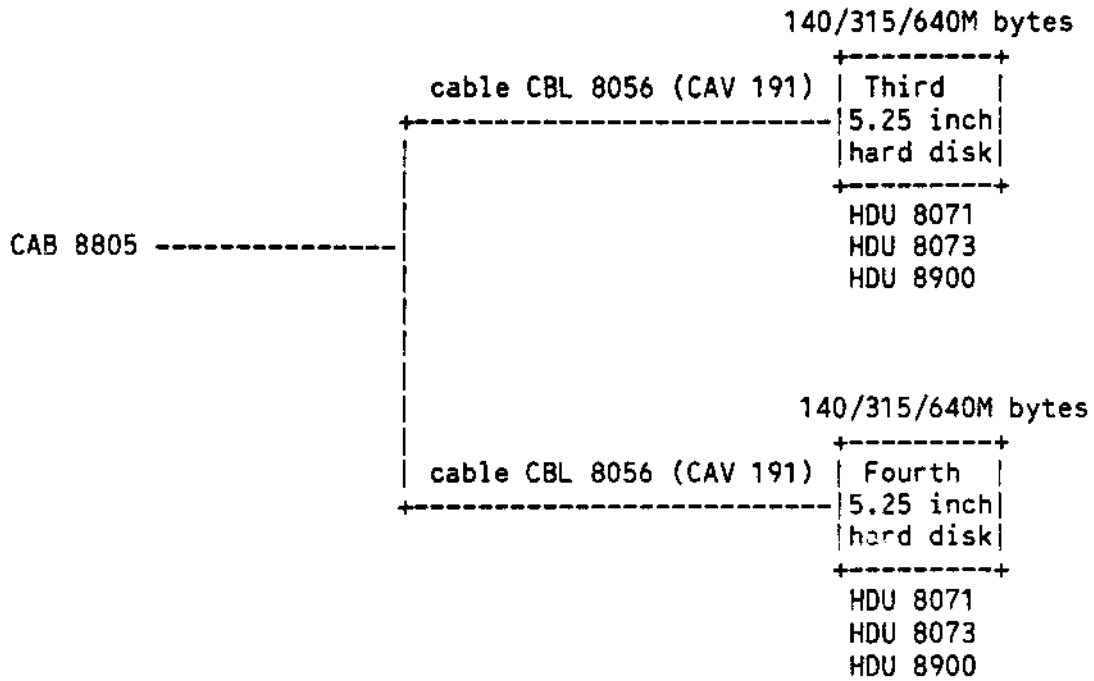 140/315/640M bytes
cable CBL 8056 (CAV 191) | Third |
5.25 inch
hard disk
HDU 8071
CAB 8805
HDU 8073
HDU 8900
140/315/640M bytes
cable CBL 8056 (CAV 191) | Fourth |
5.25 inch
hard disk
HDU 8071
HDU 8073
HDU 8900